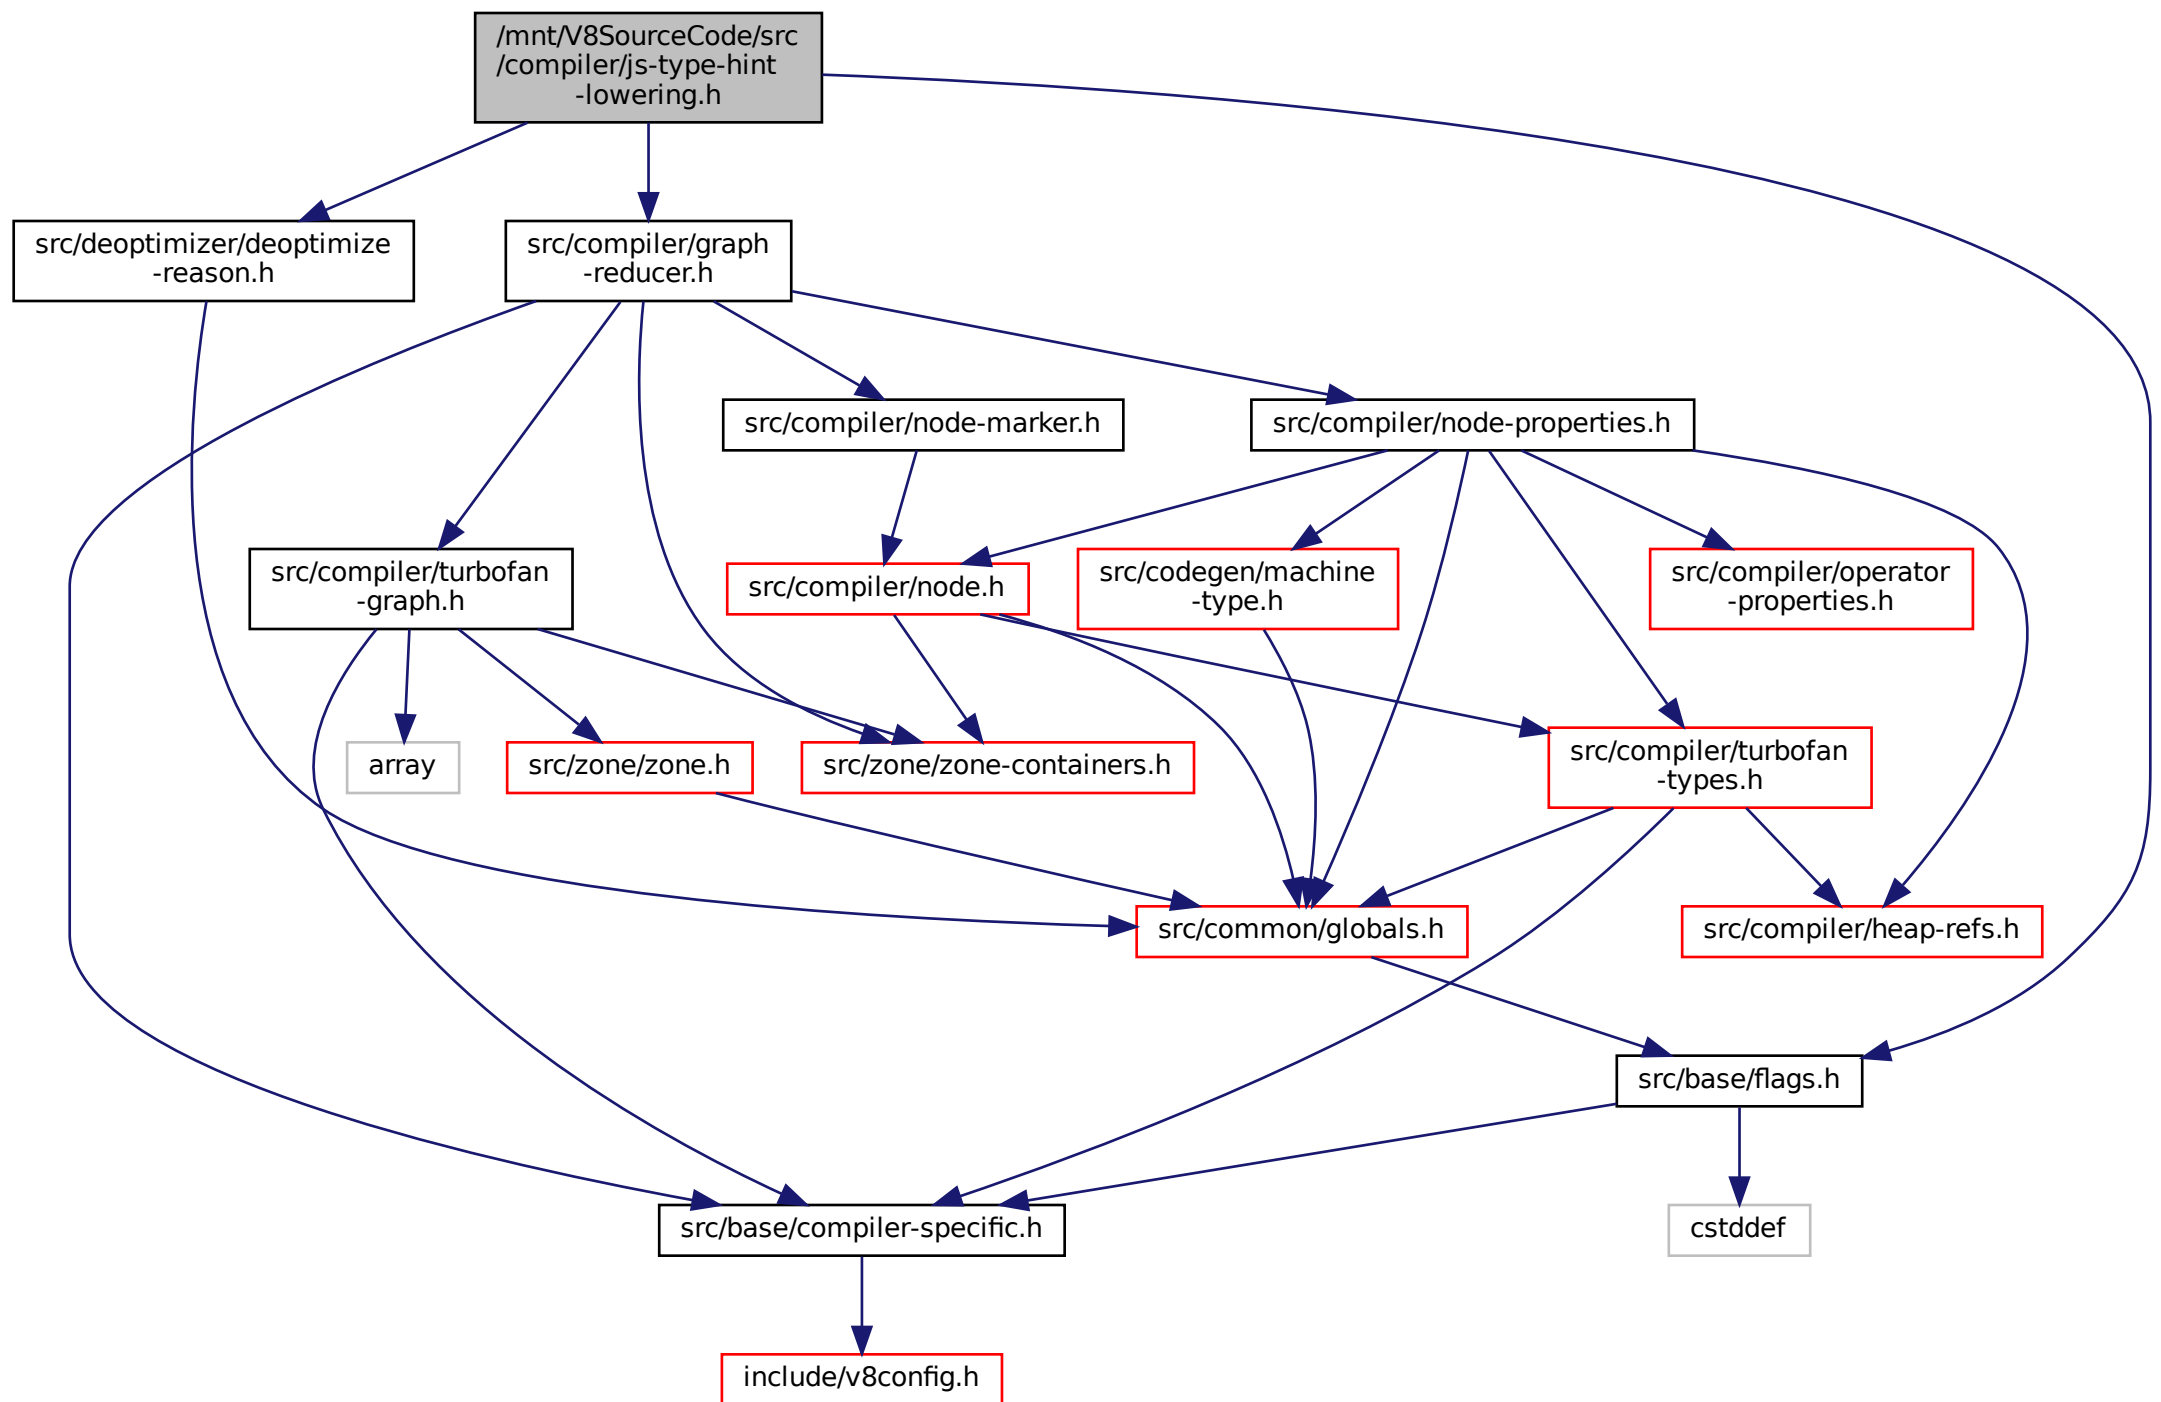 /mnt/V8SourceCode/src
/compiler/js-type-hint
-lowering.h
src/deoptimizer/deoptimize
-reason.h
src/compiler/graph
-reducer.h
src/compiler/node-marker.h
src/compiler/node-properties.h
src/compiler/turbofan
-graph.h
src/compiler/node.h
src/codegen/machine
-type.h
src/compiler/operator
-properties.h
array
src/zone/zone.h
src/zone/zone-containers.h
src/compiler/turbofan
-types.h
src/common/globals.h
src/compiler/heap-refs.h
src/base/flags.h
src/base/compiler-specific.h
cstddef
include/v8config.h